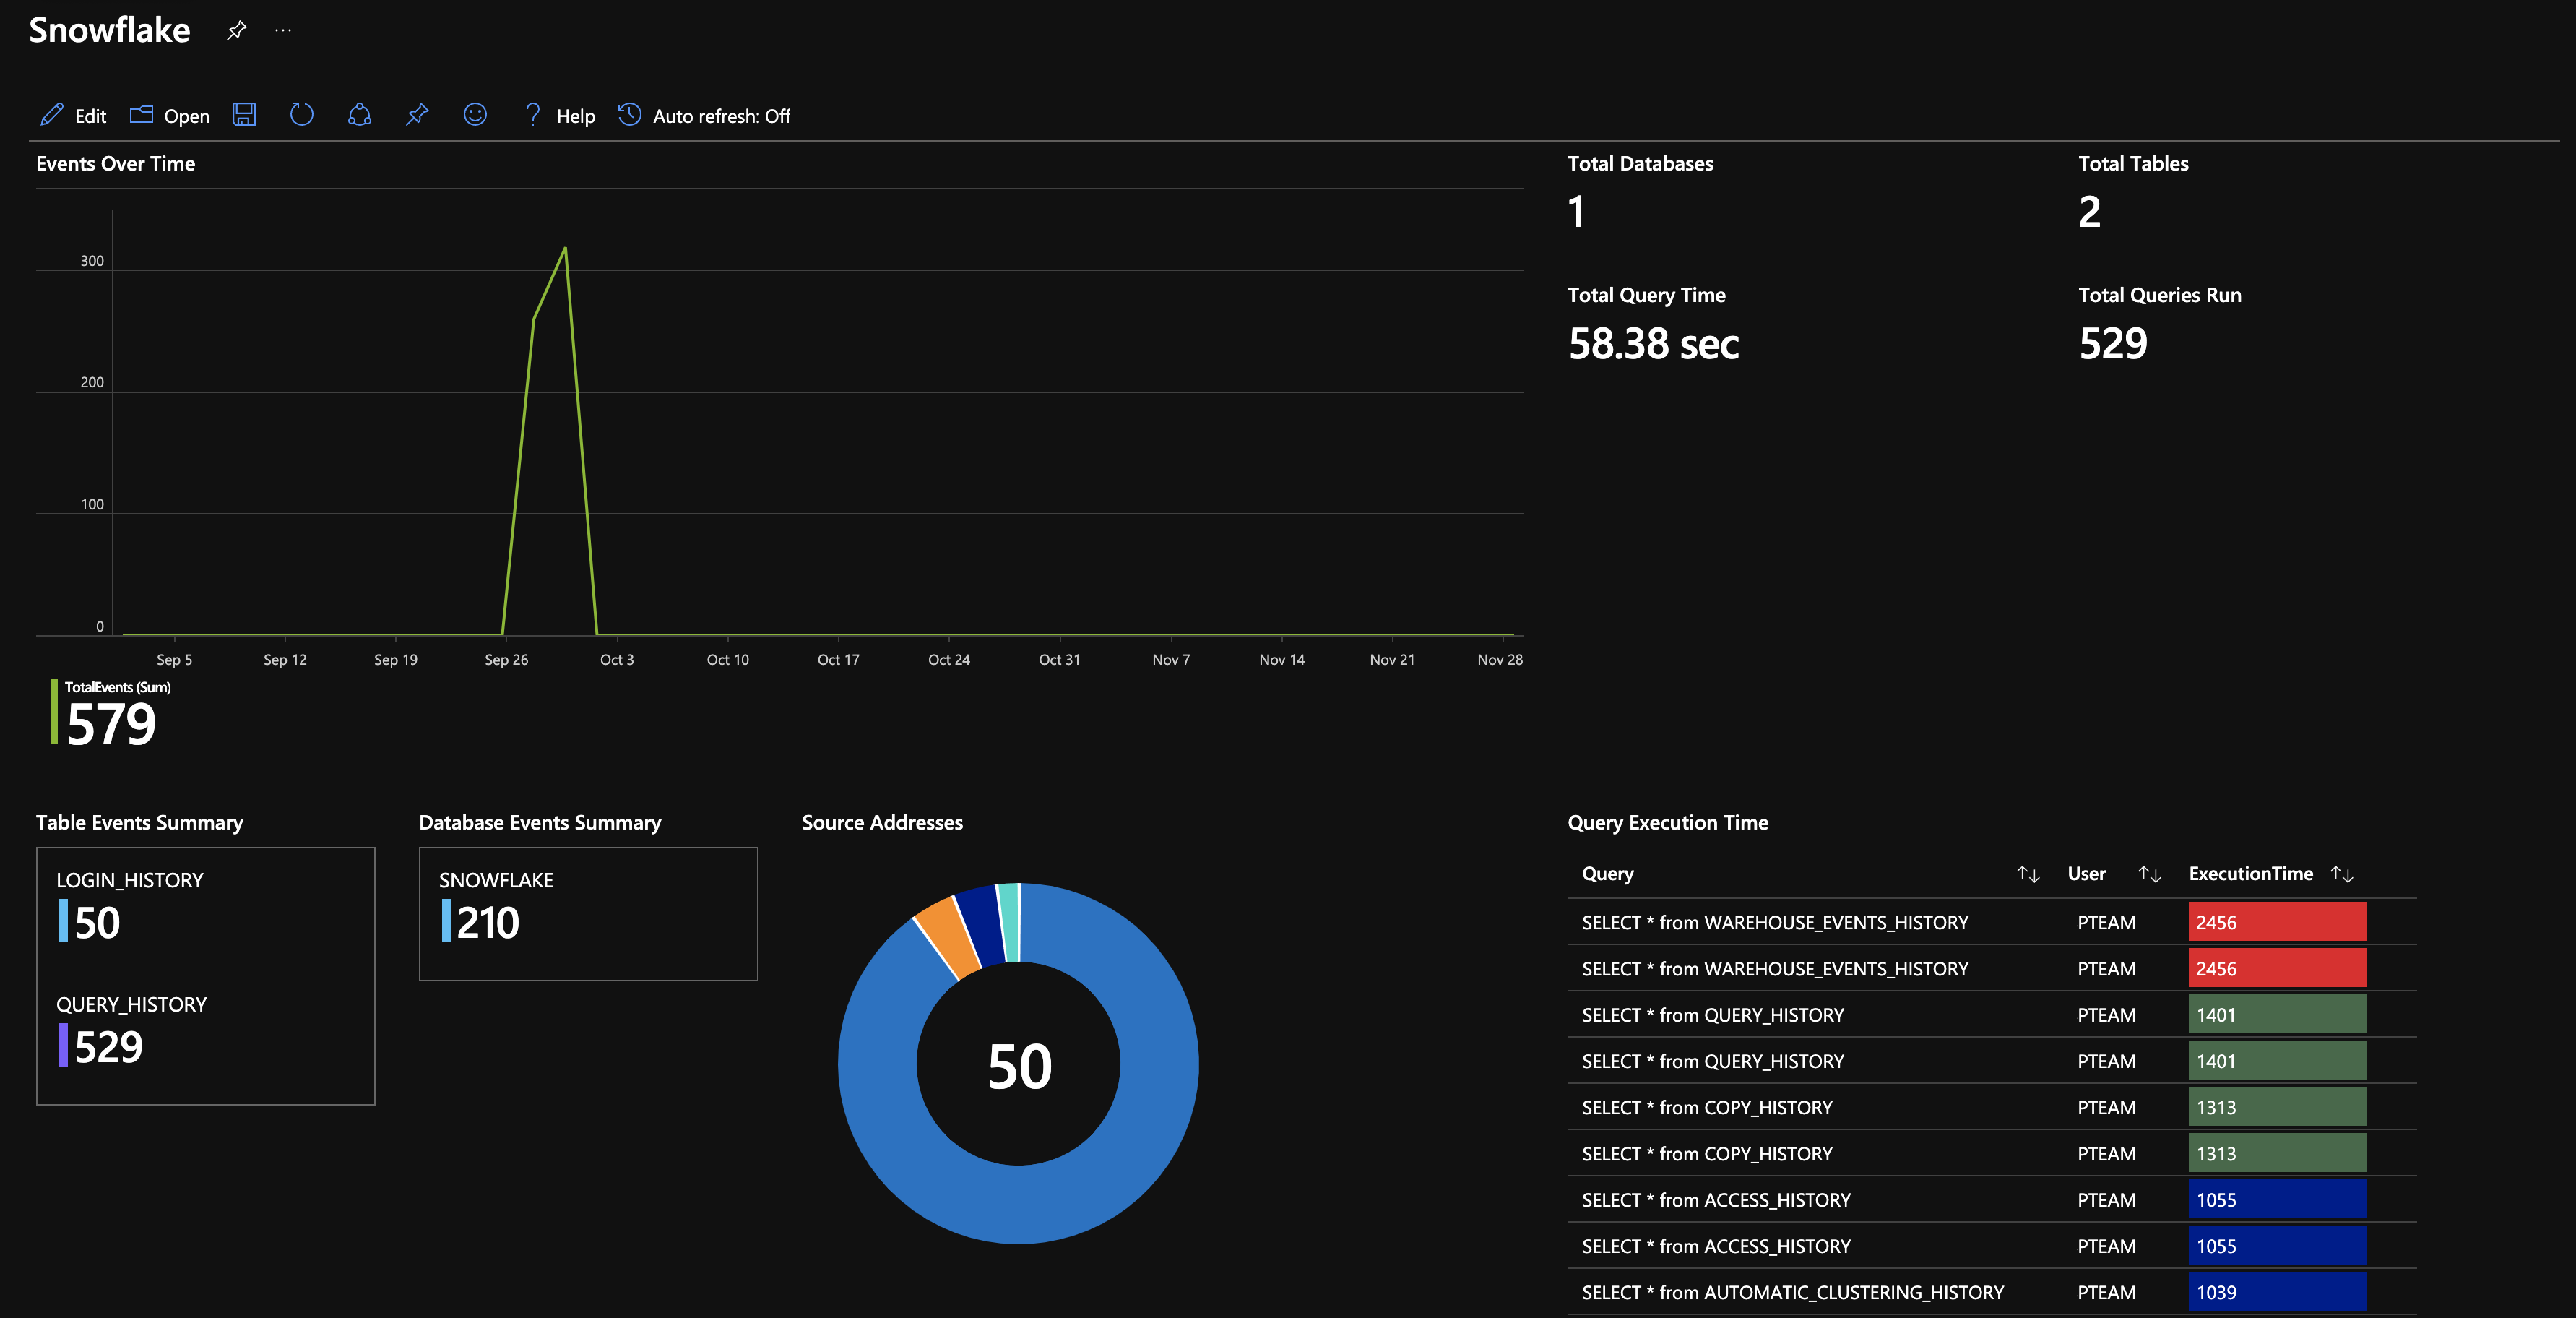 Snowflake
Edit Open Help Auto refresh: Off
Events Over Time
300
200
100
0
Sep 5 Sep 12 Sep 19 Sep 26 Oct 3 Oct 10 Oct 17 Oct 24 Oct 31 Nov 7 Nov 14 Nov 21 Nov 28
TotalEvents (Sum)
579
Total Databases
1
Total Tables
2
Total Query Time
58.38 sec
Total Queries Run
529
Table Events Summary
LOGIN_HISTORY
50
QUERY_HISTORY
529
Database Events Summary
SNOWFLAKE
210
Source Addresses
50
Query Execution Time
Query User ExecutionTime
SELECT * from WAREHOUSE_EVENTS_HISTORY PTEAM 2456
SELECT * from WAREHOUSE_EVENTS_HISTORY PTEAM 2456
SELECT * from QUERY_HISTORY PTEAM 1401
SELECT * from QUERY_HISTORY PTEAM 1401
SELECT * from COPY_HISTORY PTEAM 1313
SELECT * from COPY_HISTORY PTEAM 1313
SELECT * from ACCESS_HISTORY PTEAM 1055
SELECT * from ACCESS_HISTORY PTEAM 1055
SELECT * from AUTOMATIC_CLUSTERING_HISTORY PTEAM 1039